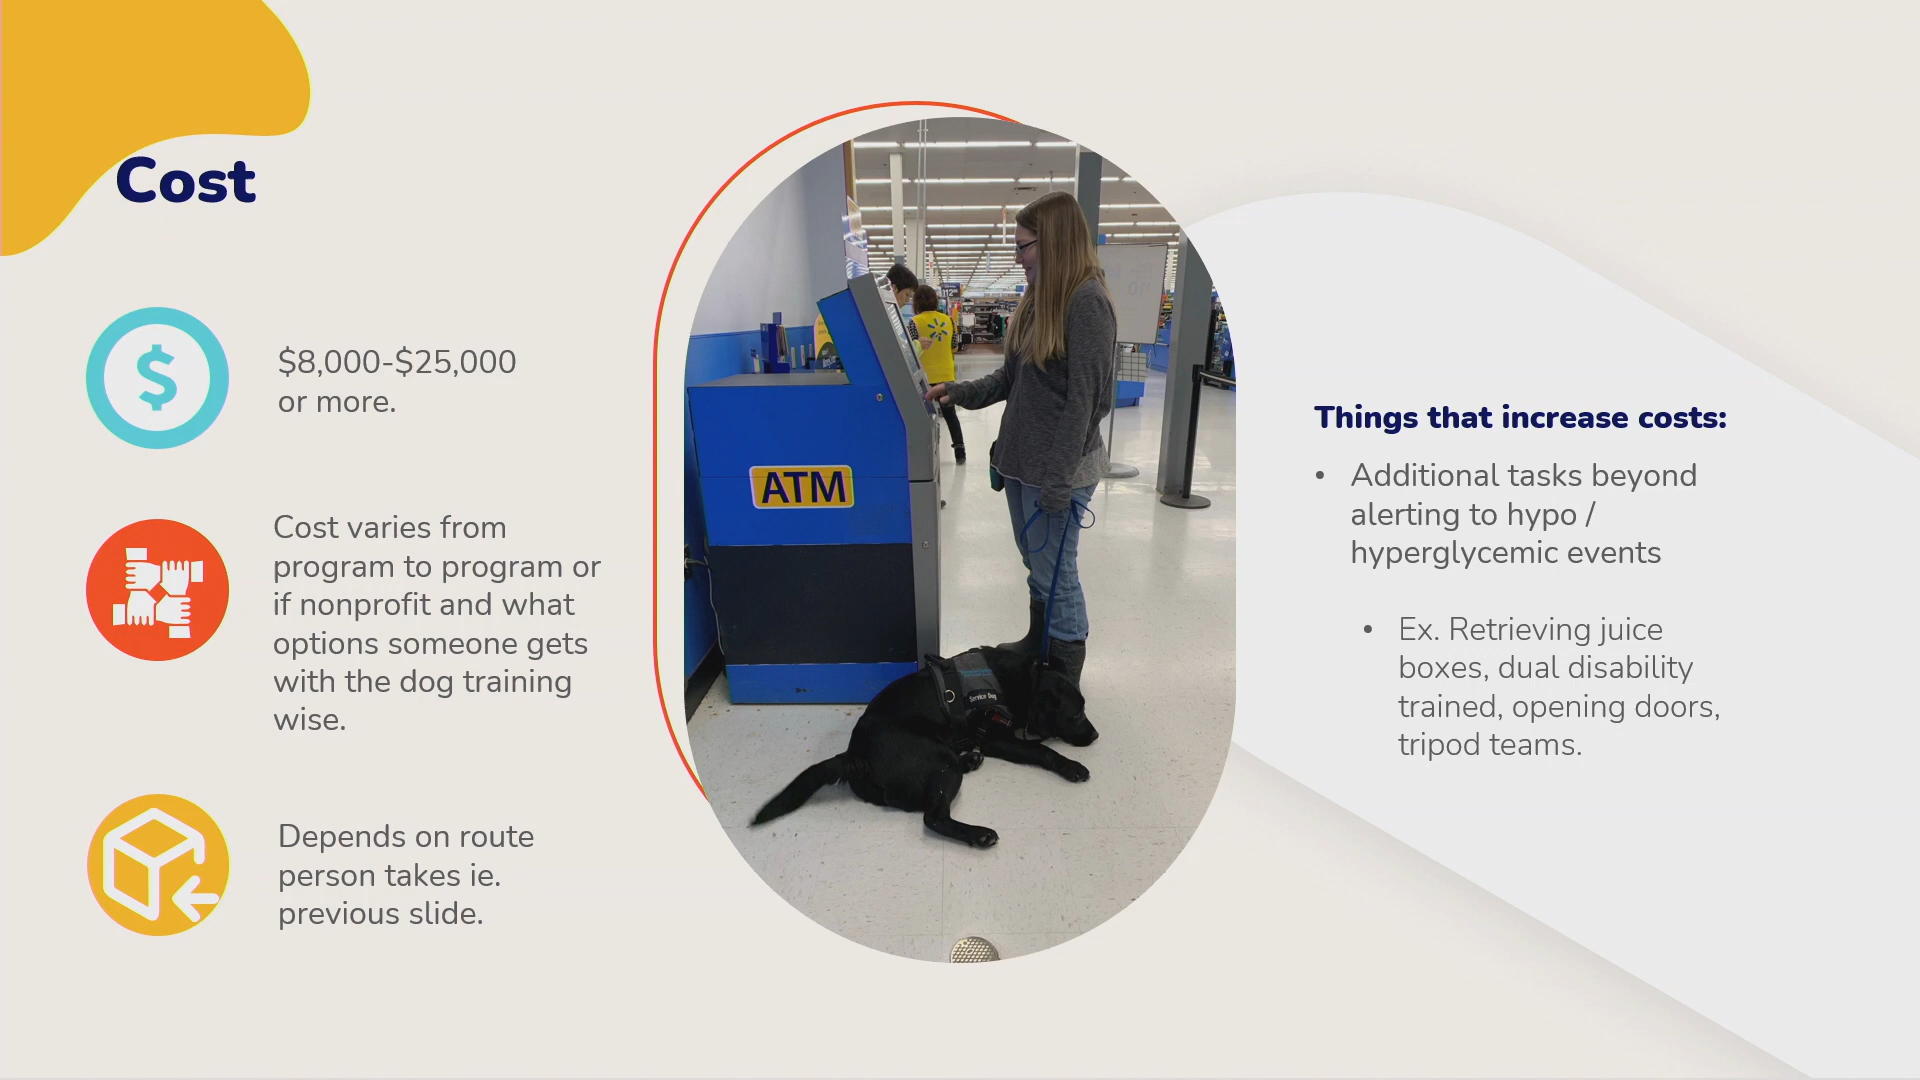 Cost
$8,000-$25,000
or more.
Cost varies from
program to program or
if nonprofit and what
options someone gets
with the dog training
wise.
Depends on route
person takes ie.
previous slide.
ATM
Service Dog
Things that increase costs:
• Additional tasks beyond
alerting to hypo /
hyperglycemic events
• Ex. Retrieving juice
boxes, dual disability
trained, opening doors,
tripod teams.